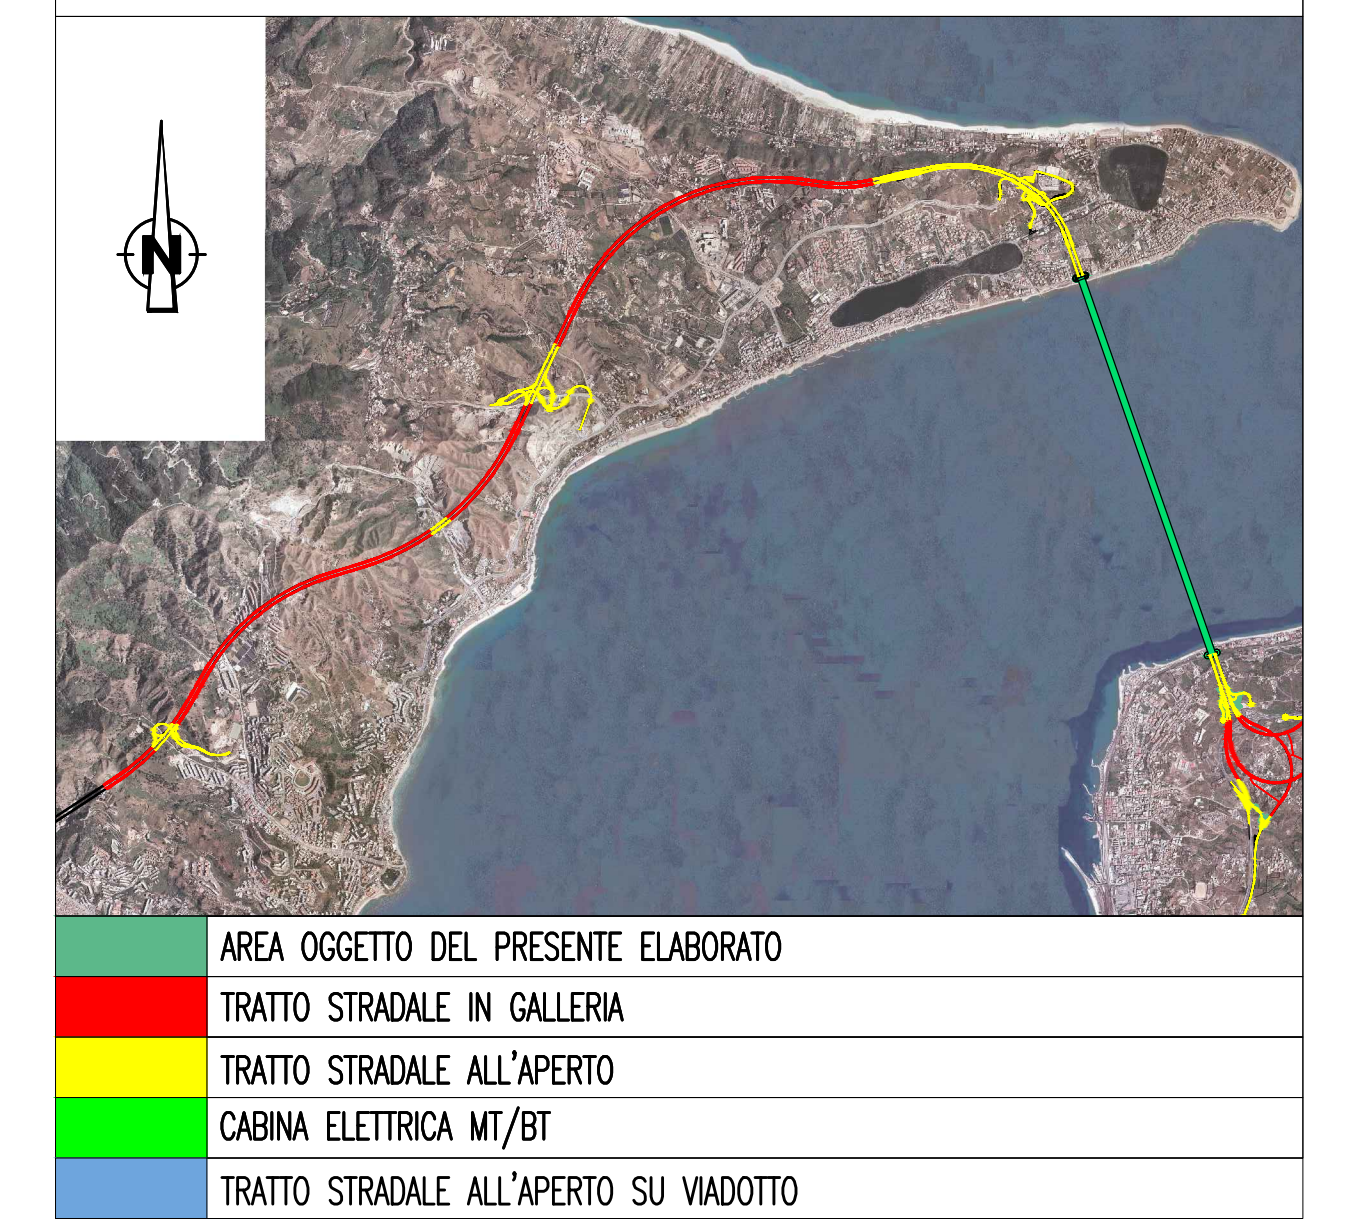 N
AREA OGGETTO DEL PRESENTE ELABORATO
TRATTO STRADALE IN GALLERIA
TRATTO STRADALE ALL'APERTO
CABINA ELETTRICA MT/BT
TRATTO STRADALE ALL'APERTO SU VIADOTTO